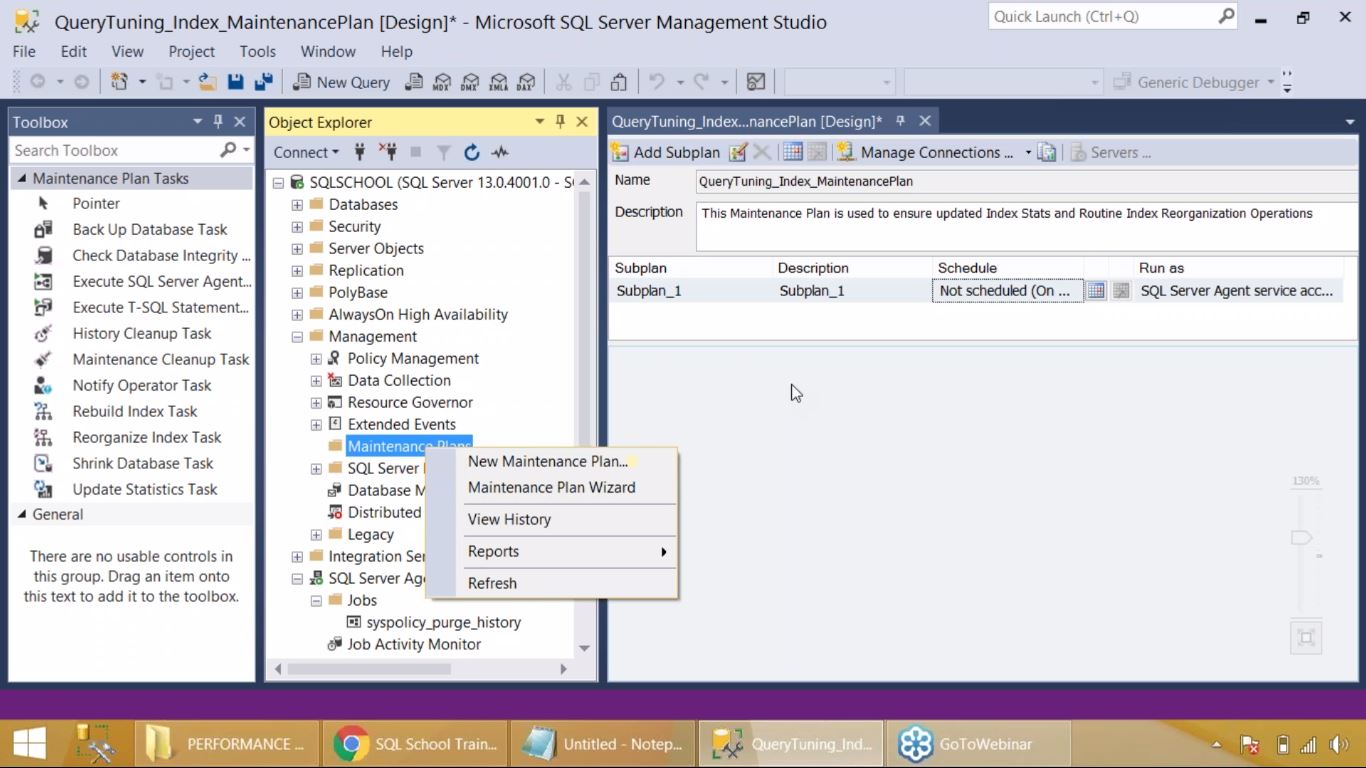 QueryTuning_Index_MaintenancePlan [Design]* - Microsoft SQL Server Management Studio
Quick Launch (Ctrl+Q)
File Edit View Project Tools Window Help
New Query
MDX DMX XMLA DAX
Generic Debugger
Toolbox
Search Toolbox
Maintenance Plan Tasks
Pointer
Back Up Database Task
Check Database Integrity ...
Execute SQL Server Agent...
Execute T-SQL Statement...
History Cleanup Task
Maintenance Cleanup Task
Notify Operator Task
Rebuild Index Task
Reorganize Index Task
Shrink Database Task
Update Statistics Task
General
There are no usable controls in
this group. Drag an item onto
this text to add it to the toolbox.
Object Explorer
Connect
SQLSCHOOL (SQL Server 13.0.4001.0 - S
Databases
Security
Server Objects
Replication
PolyBase
AlwaysOn High Availability
Management
Policy Management
Data Collection
Resource Governor
Extended Events
Maintenance Plans
SQL Server
Database M
Distributed
Legacy
Integration Ser
SQL Server Age
Jobs
syspolicy_purge_history
Job Activity Monitor
New Maintenance Plan...
Maintenance Plan Wizard
View History
Reports
Refresh
QueryTuning_Index...nancePlan [Design]*
Add Subplan Manage Connections ... Servers ...
Name QueryTuning_Index_MaintenancePlan
Description This Maintenance Plan is used to ensure updated Index Stats and Routine Index Reorganization Operations
Subplan Description Schedule Run as
Subplan_1 Subplan_1 Not scheduled (On ... SQL Server Agent service acc...
130%
PERFORMANCE ... SQL School Train... Untitled - Notep... QueryTuning_Ind... GoToWebinar